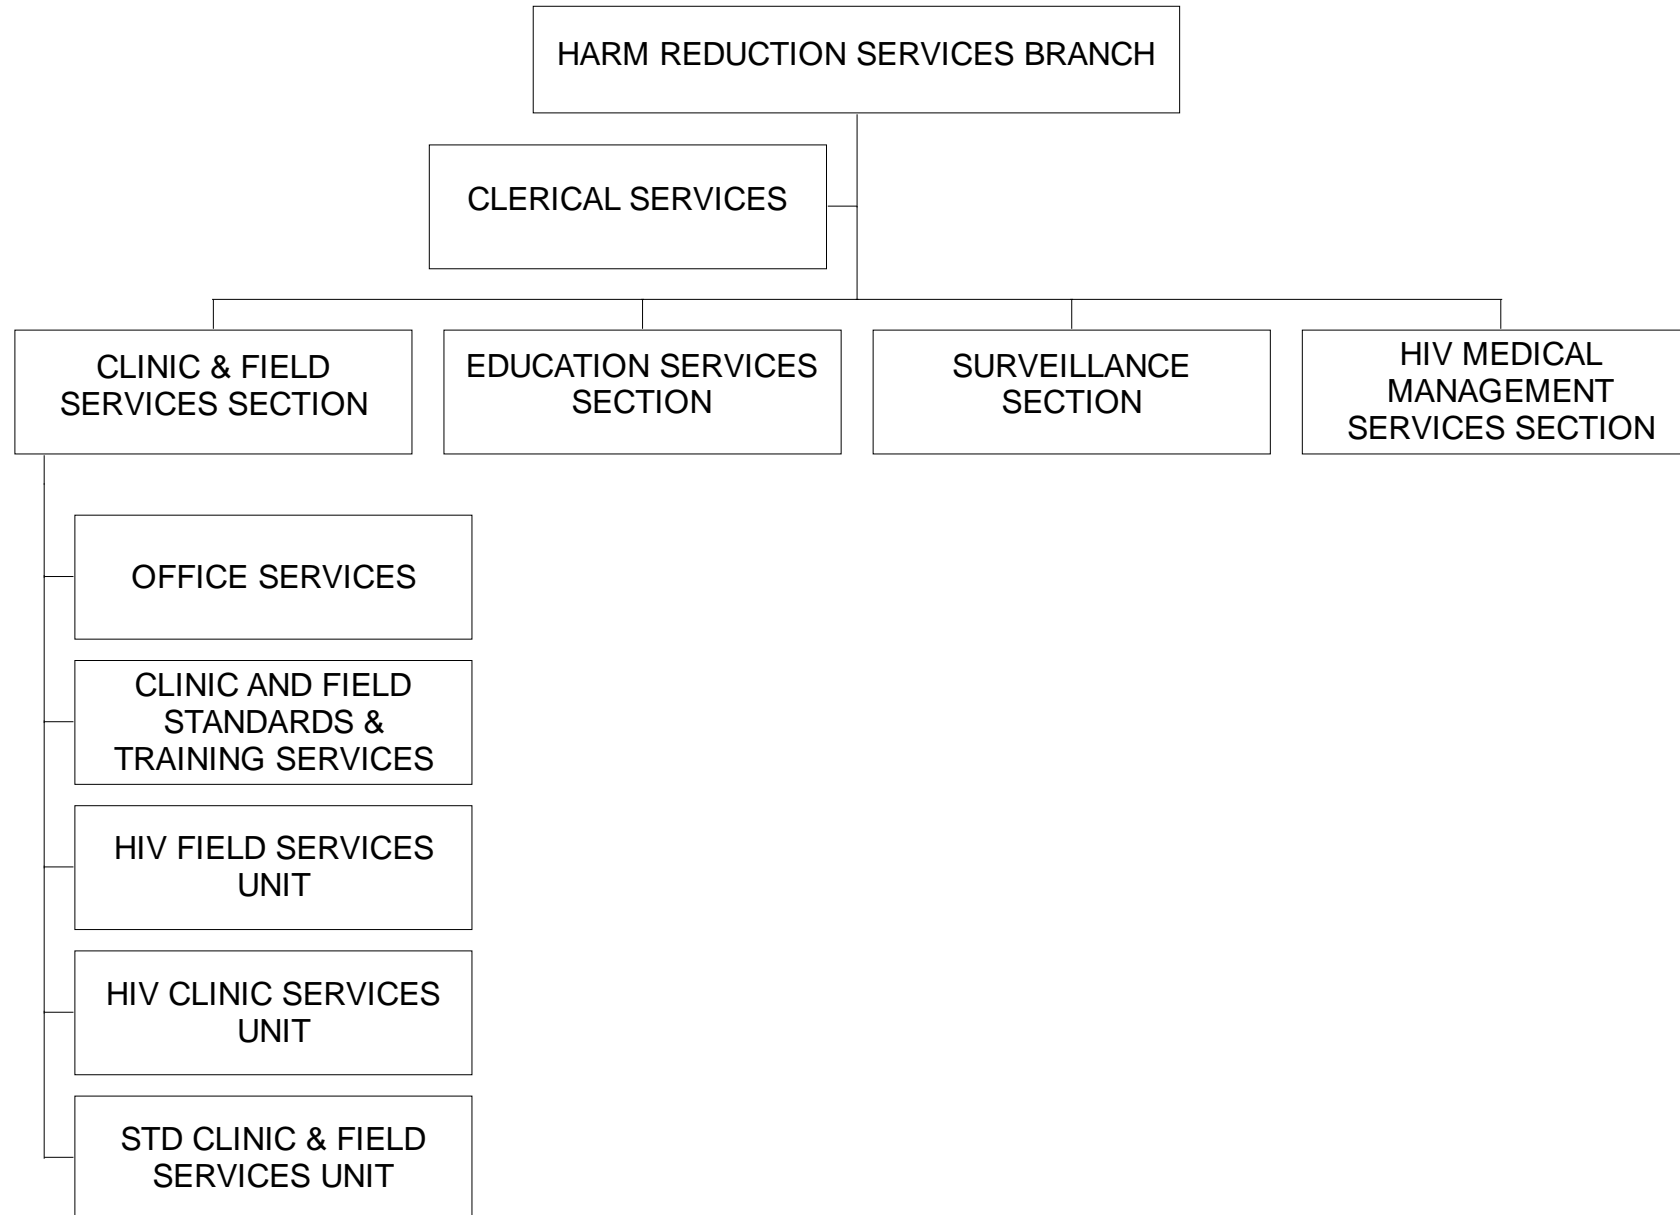 HARM REDUCTION SERVICES BRANCH
CLERICAL SERVICES
CLINIC & FIELD
SERVICES SECTION
EDUCATION SERVICES
SECTION
SURVEILLANCE
SECTION
HIV MEDICAL
MANAGEMENT
SERVICES SECTION
OFFICE SERVICES
CLINIC AND FIELD
STANDARDS &
TRAINING SERVICES
HIV FIELD SERVICES
UNIT
HIV CLINIC SERVICES
UNIT
STD CLINIC & FIELD
SERVICES UNIT